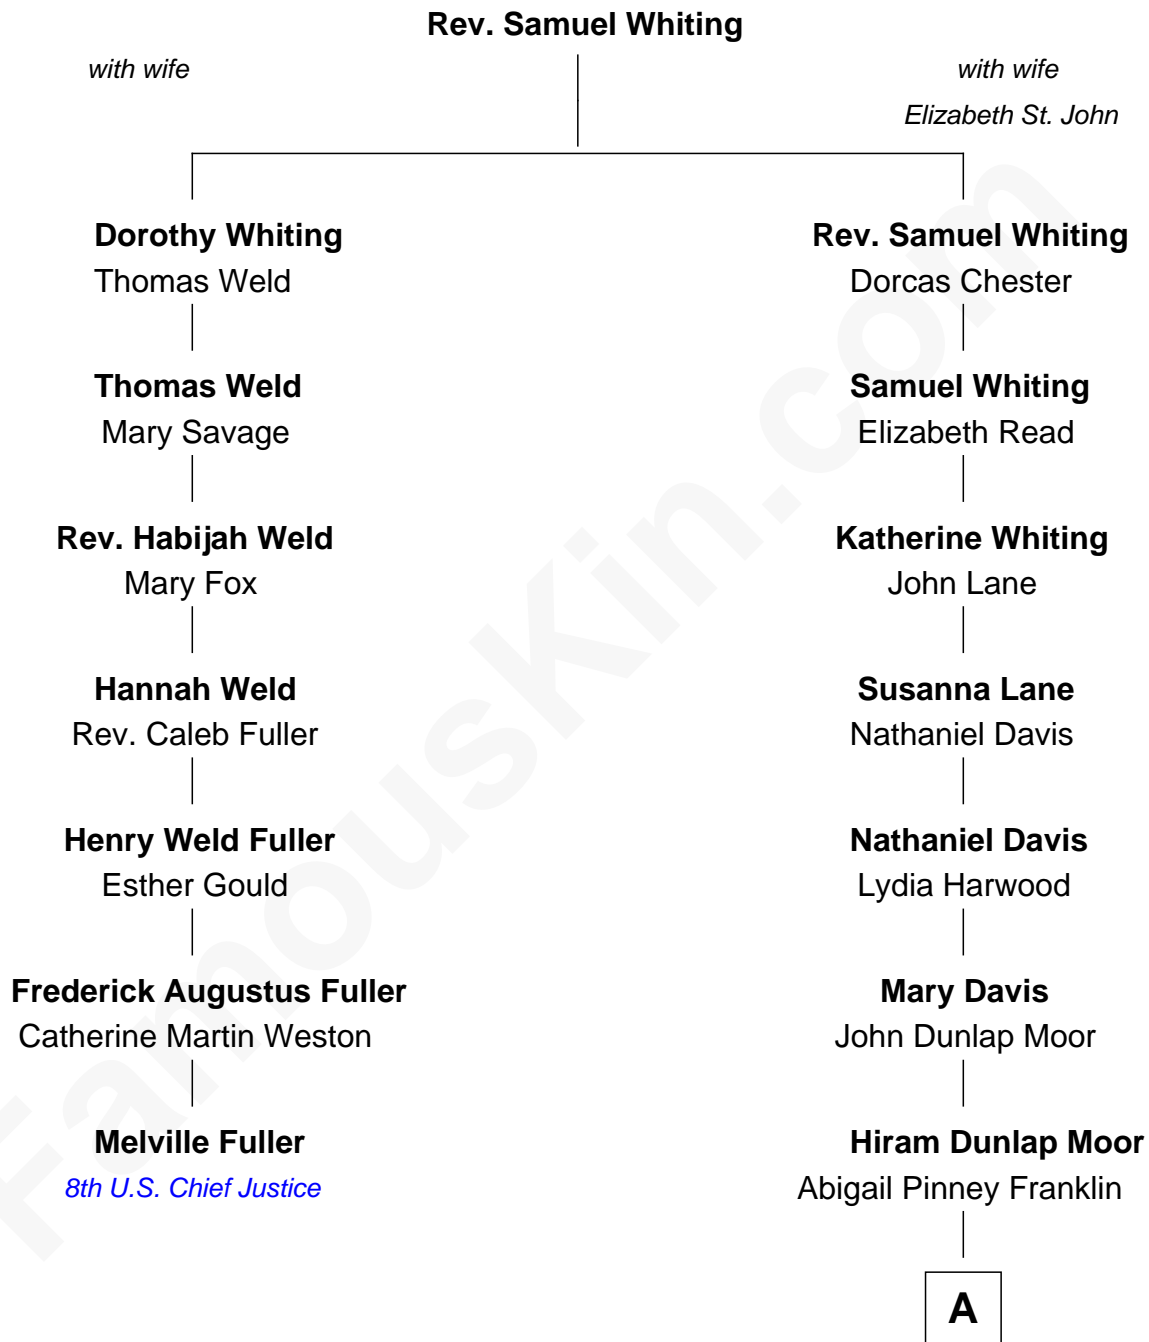 Rev. Samuel Whiting
with wife
with wife
Elizabeth St. John
Dorothy Whiting
Thomas Weld
Rev. Samuel Whiting
Dorcas Chester
Thomas Weld
Mary Savage
Samuel Whiting
Elizabeth Read
Rev. Habijah Weld
Mary Fox
Katherine Whiting
John Lane
Hannah Weld
Rev. Caleb Fuller
Susanna Lane
Nathaniel Davis
Henry Weld Fuller
Esther Gould
Nathaniel Davis
Lydia Harwood
Frederick Augustus Fuller
Catherine Martin Weston
Mary Davis
John Dunlap Moor
Melville Fuller
8th U.S. Chief Justice
Hiram Dunlap Moor
Abigail Pinney Franklin
A
FamousKin.com